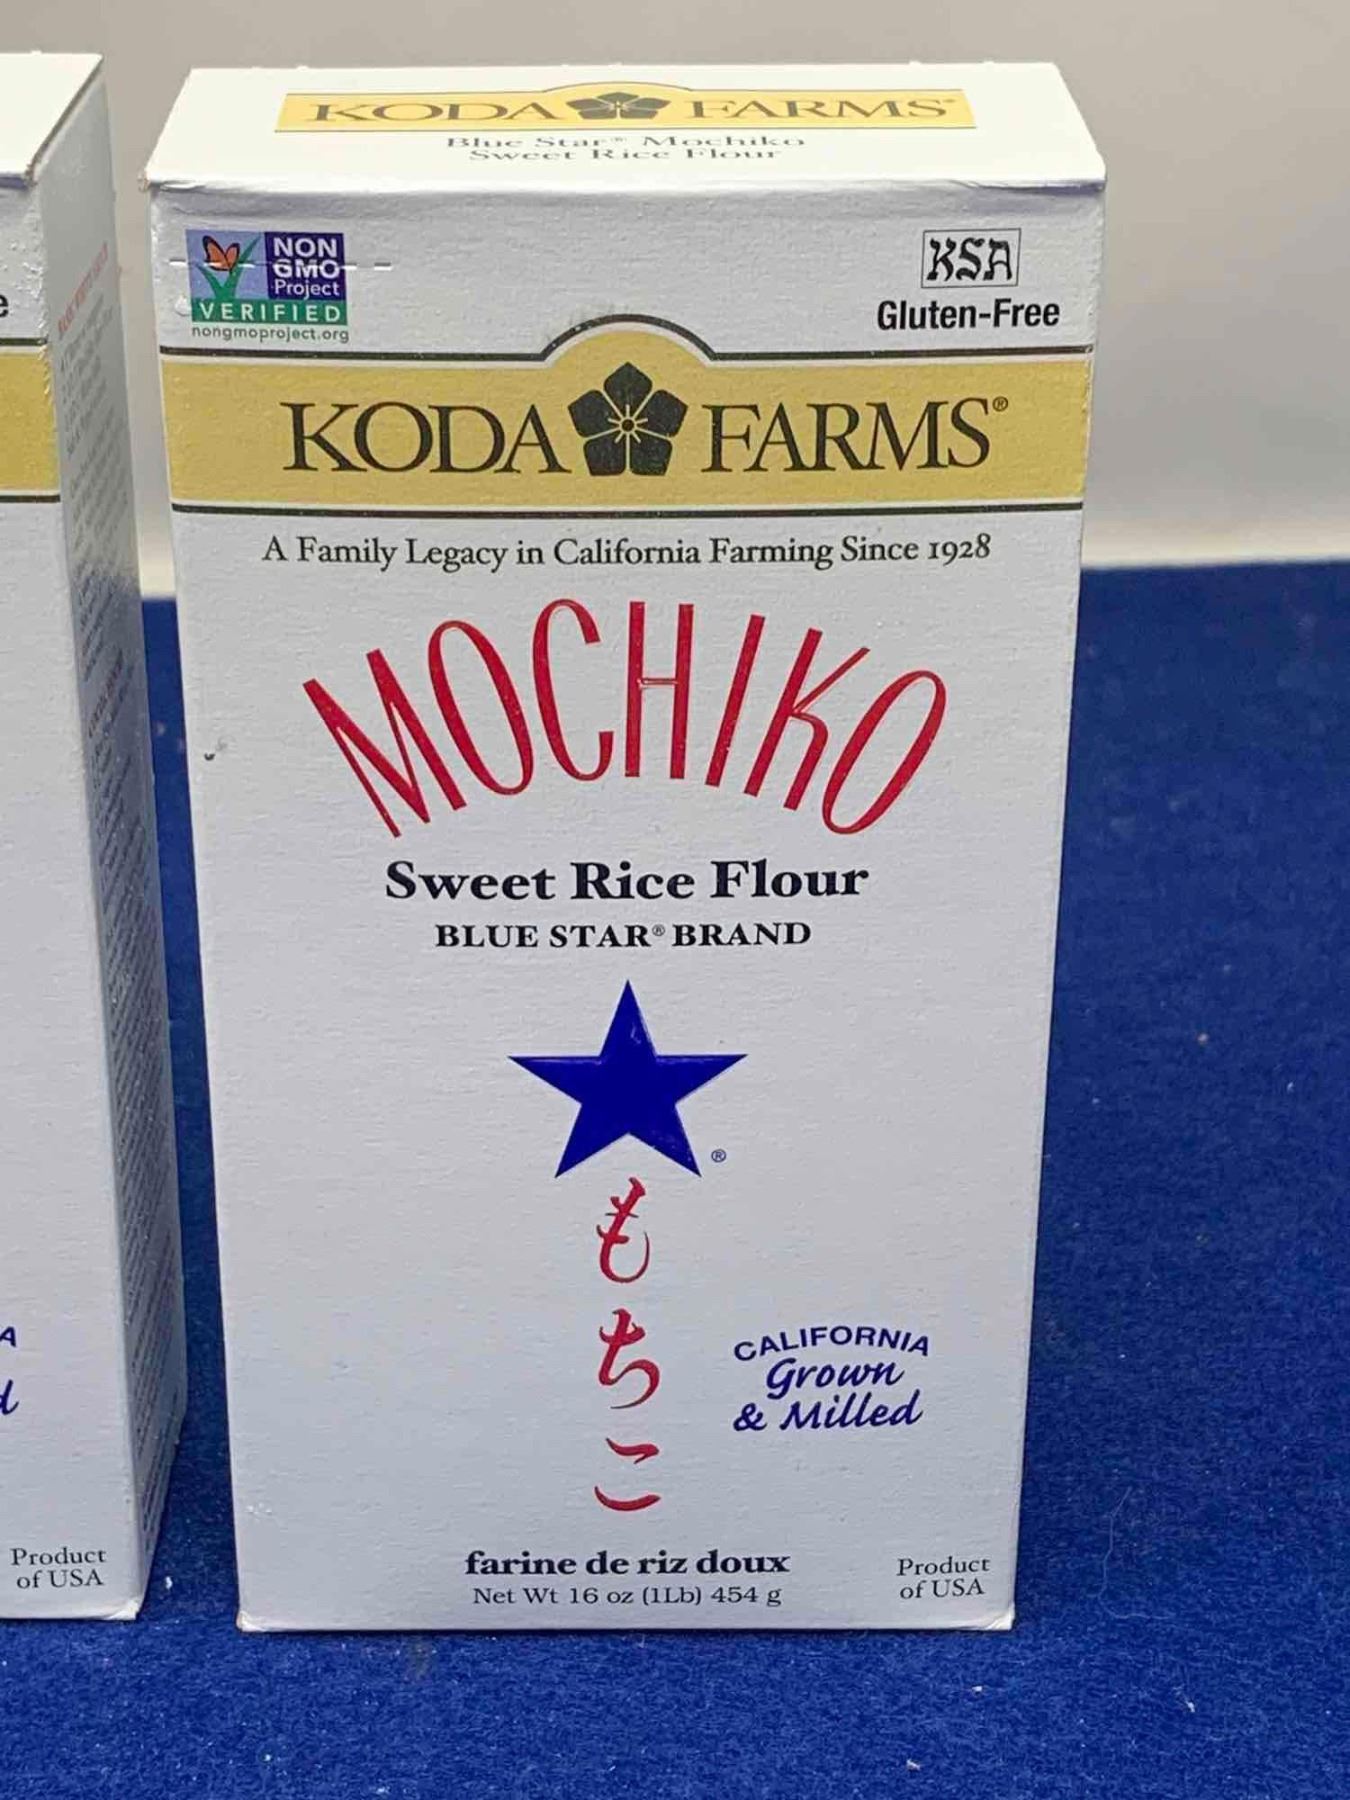 KODA FARMS®
Blue Star® Mochiko
Sweet Rice Flour
NON
GMO
Project
VERIFIED
nongmoproject.org
KSA
Gluten-Free
KODA FARMS®
A Family Legacy in California Farming Since 1928
MOCHIKO
Sweet Rice Flour
BLUE STAR® BRAND
®
もちこ
CALIFORNIA
Grown
& Milled
farine de riz doux
Net Wt 16 oz (1Lb) 454 g
Product
of USA
Product
of USA